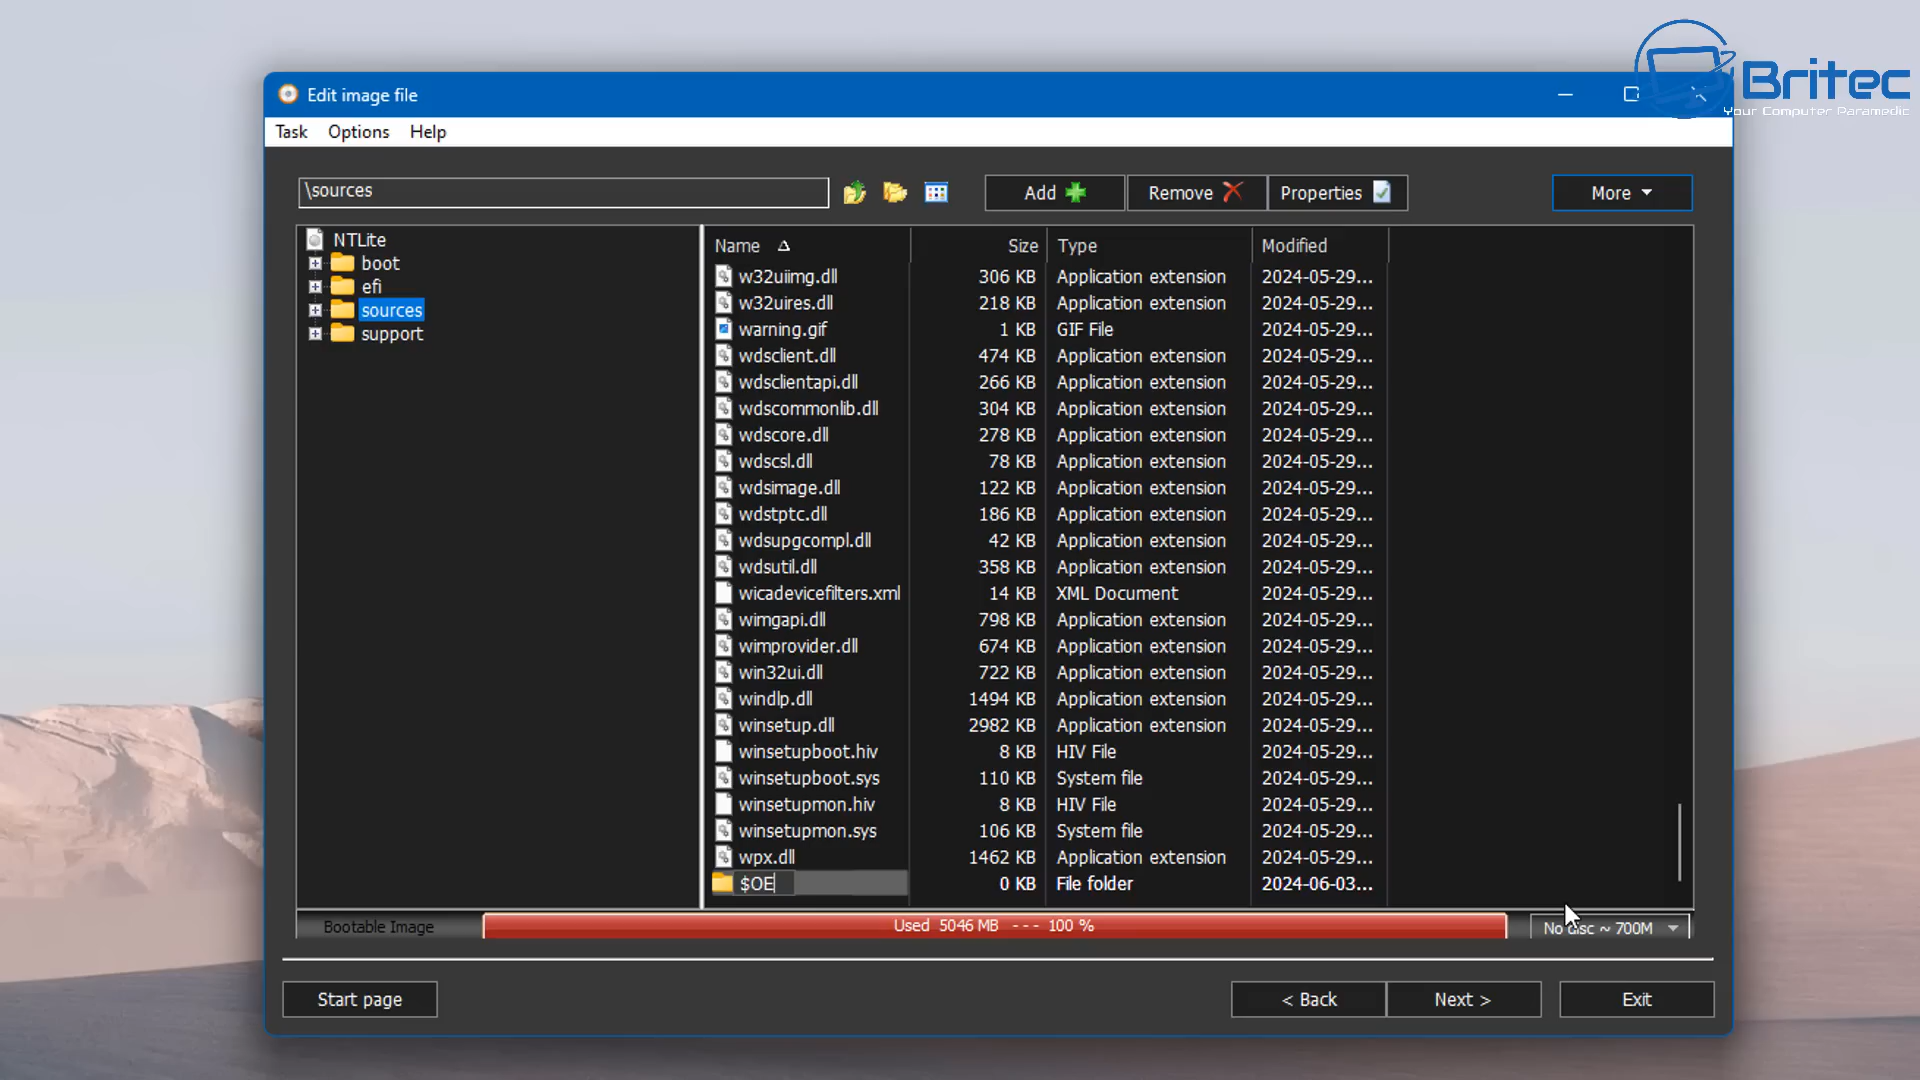 Britec
Your Computer Paramedic
Edit image file
Task Options Help
\sources
Add Remove Properties More
NTLite
boot
efi
sources
support
Name Size Type Modified
w32uiimg.dll 306 KB Application extension 2024-05-29...
w32uires.dll 218 KB Application extension 2024-05-29...
warning.gif 1 KB GIF File 2024-05-29...
wdsclient.dll 474 KB Application extension 2024-05-29...
wdsclientapi.dll 266 KB Application extension 2024-05-29...
wdscommonlib.dll 304 KB Application extension 2024-05-29...
wdscore.dll 278 KB Application extension 2024-05-29...
wdscsl.dll 78 KB Application extension 2024-05-29...
wdsimage.dll 122 KB Application extension 2024-05-29...
wdstptc.dll 186 KB Application extension 2024-05-29...
wdsupgcompl.dll 42 KB Application extension 2024-05-29...
wdsutil.dll 358 KB Application extension 2024-05-29...
wicadevicefilters.xml 14 KB XML Document 2024-05-29...
wimgapi.dll 798 KB Application extension 2024-05-29...
wimprovider.dll 674 KB Application extension 2024-05-29...
win32ui.dll 722 KB Application extension 2024-05-29...
windlp.dll 1494 KB Application extension 2024-05-29...
winsetup.dll 2982 KB Application extension 2024-05-29...
winsetupboot.hiv 8 KB HIV File 2024-05-29...
winsetupboot.sys 110 KB System file 2024-05-29...
winsetupmon.hiv 8 KB HIV File 2024-05-29...
winsetupmon.sys 106 KB System file 2024-05-29...
wpx.dll 1462 KB Application extension 2024-05-29...
$OE 0 KB File folder 2024-06-03...
Bootable Image Used 5046 MB --- 100 % No disc ~ 700M
Start page < Back Next > Exit